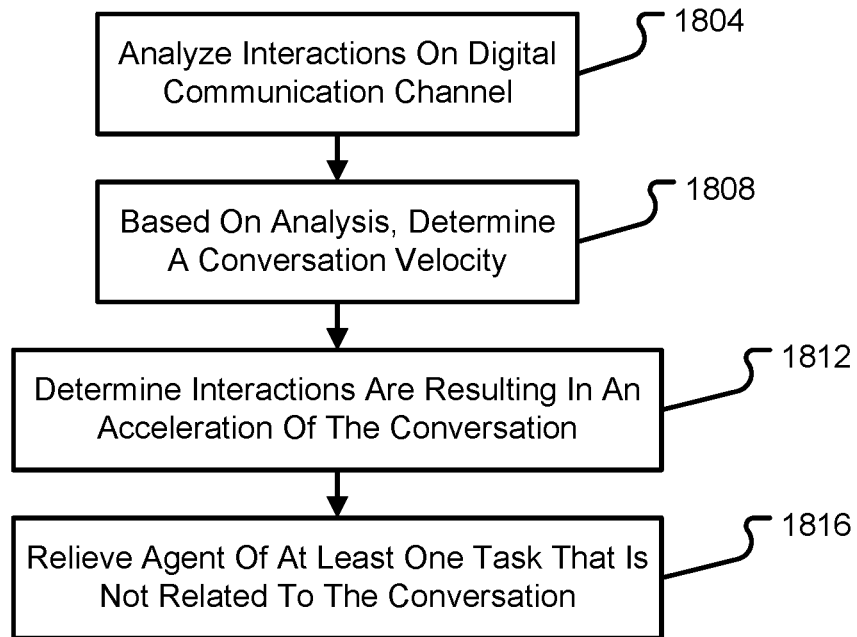 1804
Analyze Interactions On Digital
Communication Channel
1808
Based On Analysis, Determine
A Conversation Velocity
1812
Determine Interactions Are Resulting In An
Acceleration Of The Conversation
1816
Relieve Agent Of At Least One Task That Is
Not Related To The Conversation